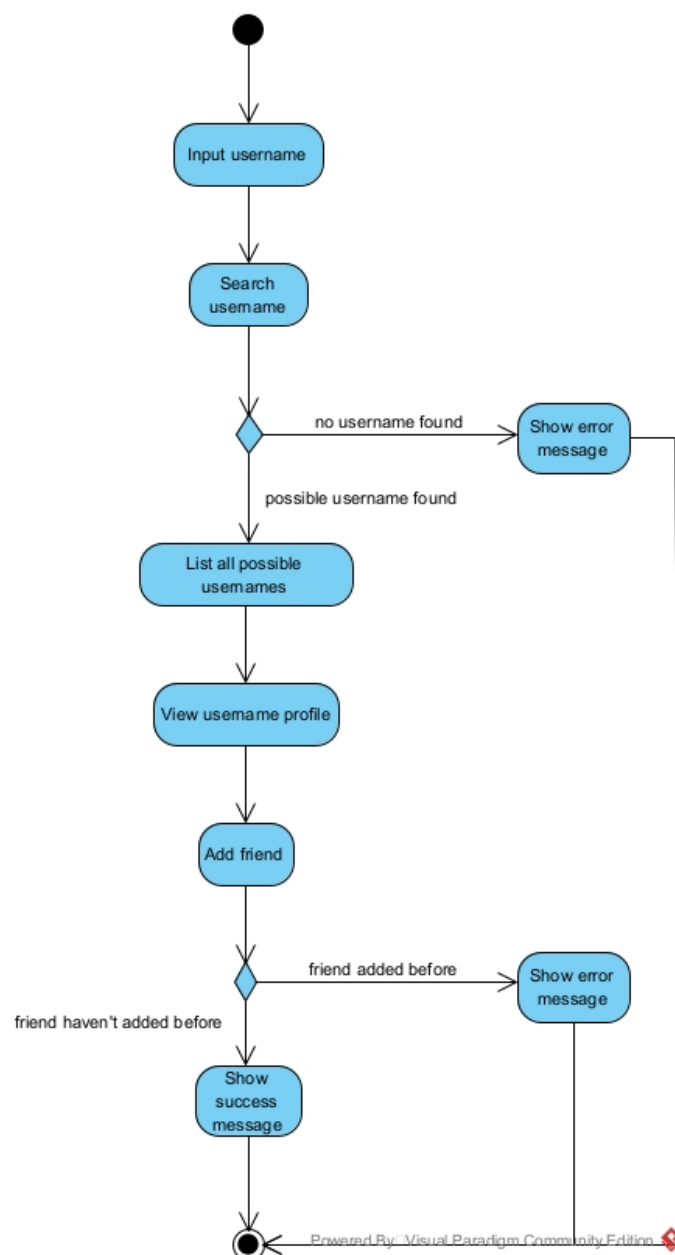 Input username
Search
username
no username found
Show error
message
possible username found
List all possible
usernames
View username profile
Add friend
friend added before
Show error
message
friend haven't added before
Show
success
message
Powered By Visual Paradigm Community Edition